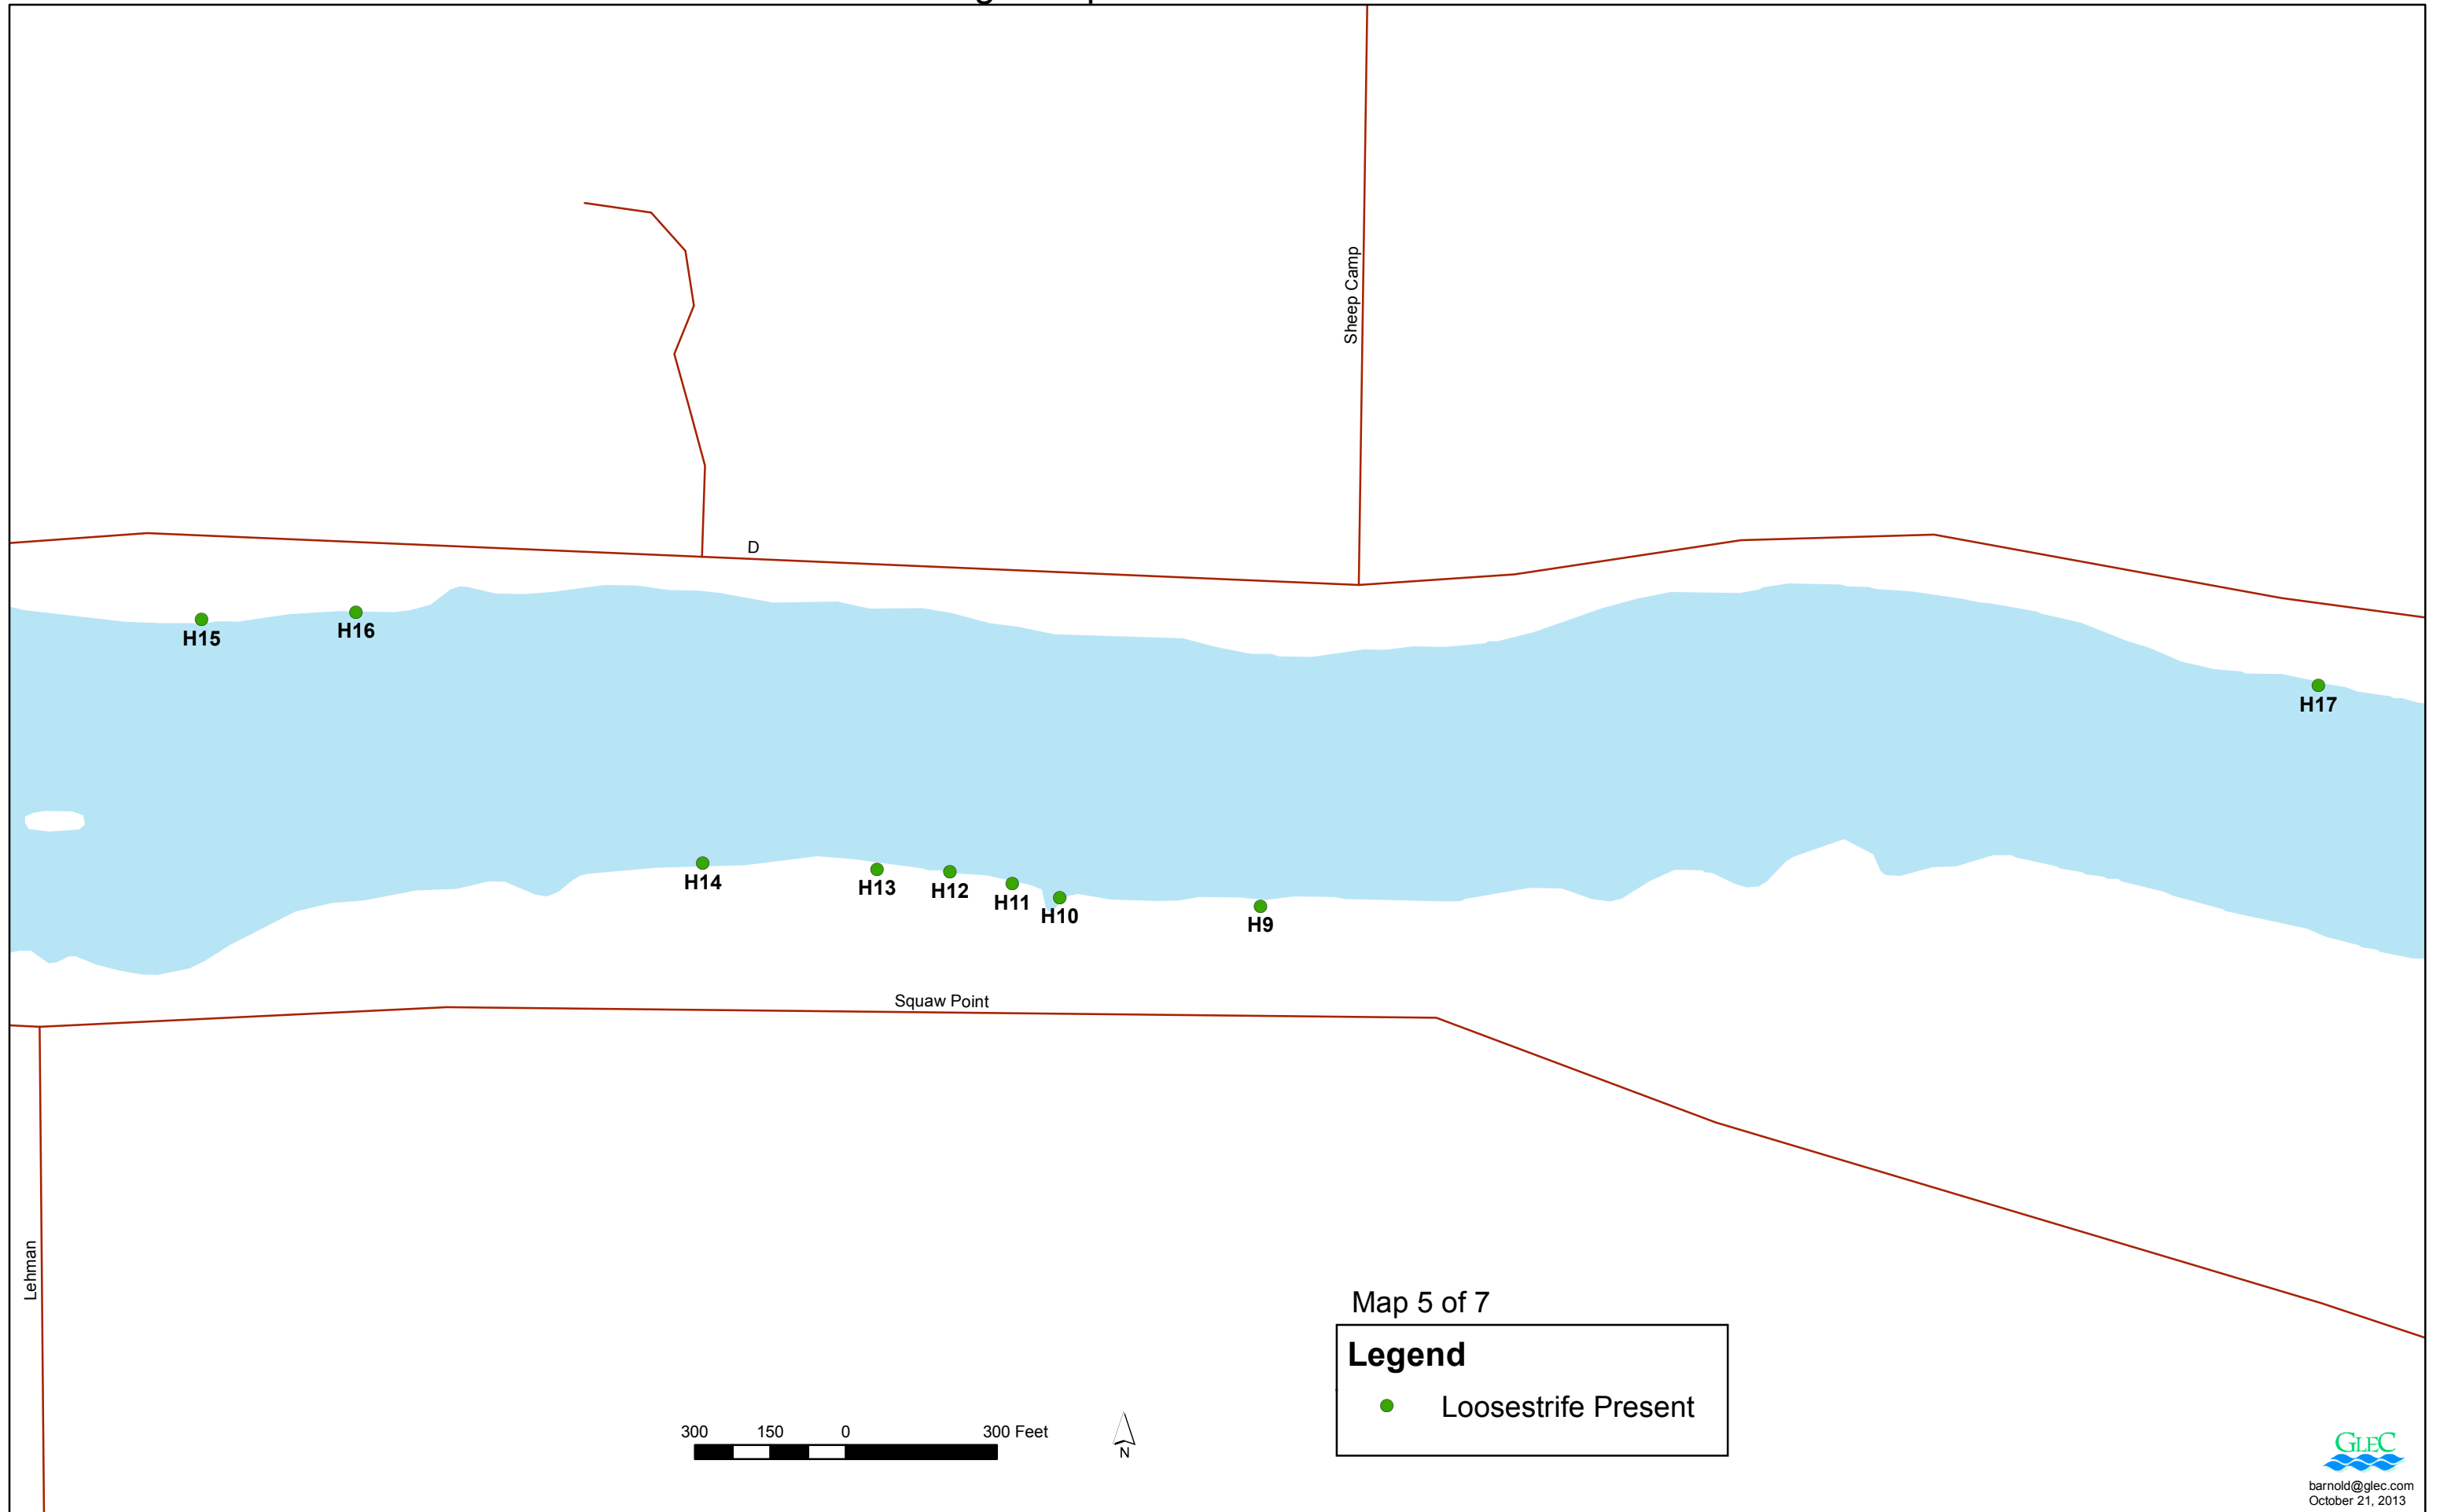 Sheep Camp
D
H15
H16
H17
H14
H13
H12
H11
H10
H9
Squaw Point
Lehman
Map 5 of 7
Legend
Loosestrife Present
300 150 0 300 Feet
N
GLEC
barnold@glec.com
October 21, 2013